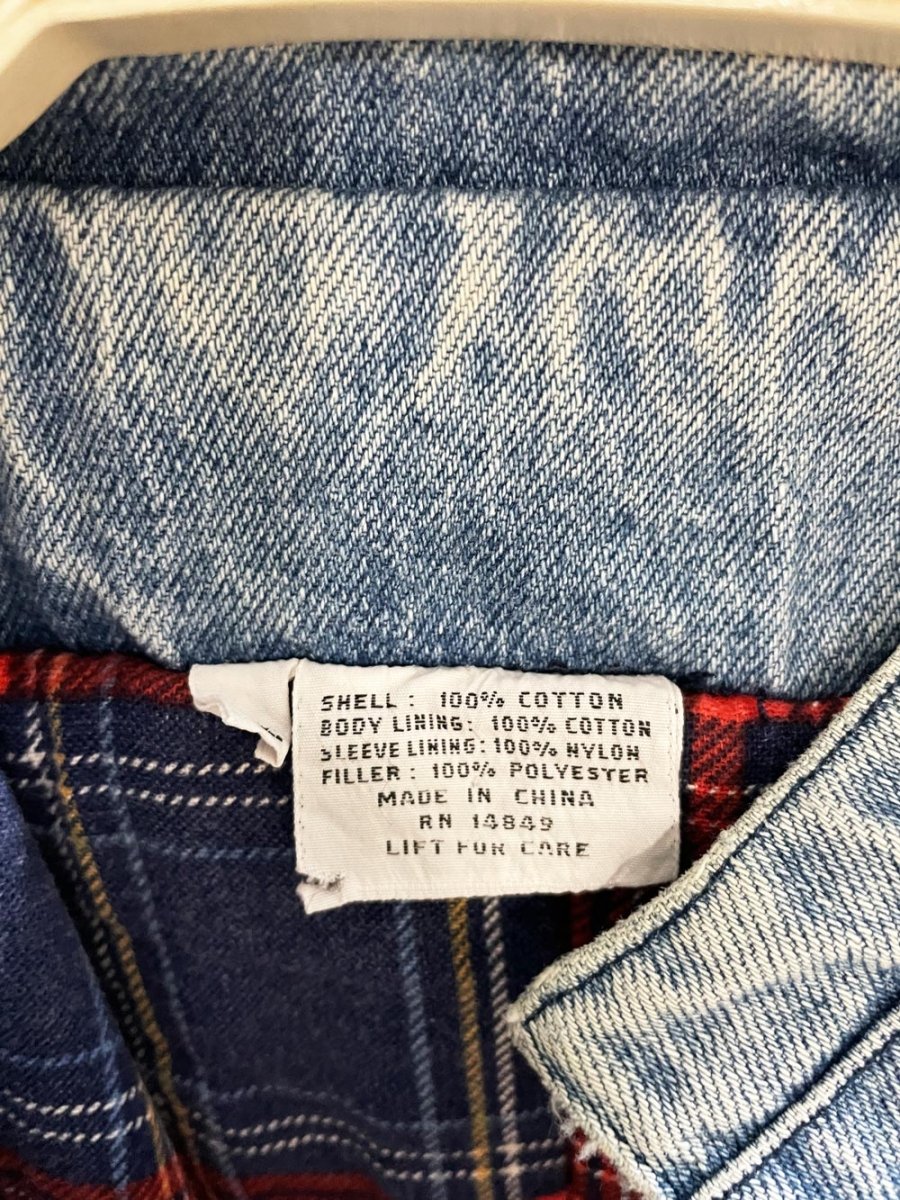 SHELL: 100% COTTON
BODY LINING: 100% COTTON
SLEEVE LINING: 100% NYLON
FILLER: 100% POLYESTER
MADE IN CHINA
RN 14849
LIFT FOR CARE